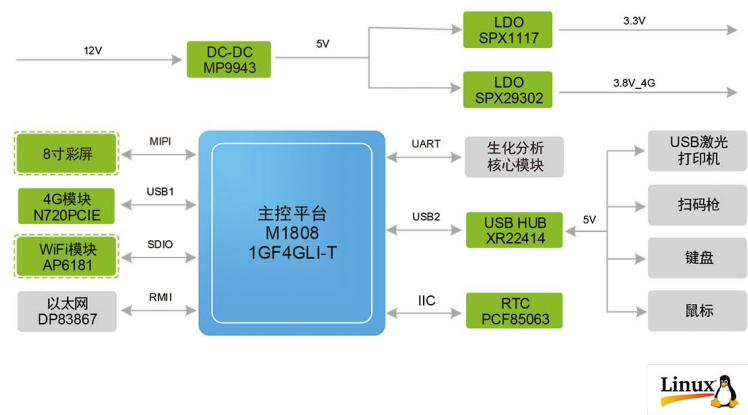 12V
DC-DC
MP9943
5V
LDO
SPX1117
3.3V
LDO
SPX29302
3.8V_4G
8寸彩屏
MIPI
4G模块
N720PCIE
USB1
WiFi模块
AP6181
SDIO
以太网
DP83867
RMII
主控平台
M1808
1GF4GLI-T
UART
生化分析
核心模块
USB2
USB HUB
XR22414
5V
IIC
RTC
PCF85063
USB激光
打印机
扫码枪
键盘
鼠标
Linux